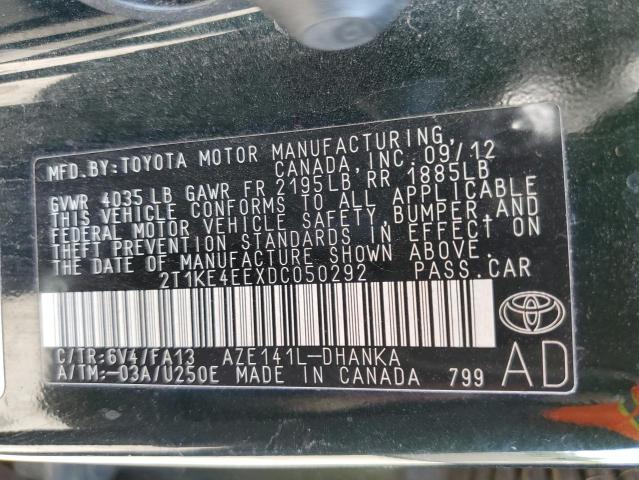 MFD.BY:TOYOTA MOTOR MANUFACTURING,
CANADA,INC.09/12
GVWR 4035 LB GAWR FR 2195LB,RR 1885LB
THIS VEHICLE CONFORMS TO ALL APPLICABLE
FEDERAL MOTOR VEHICLE SAFETY,BUMPER,AND
THEFT PREVENTION STANDARDS IN EFFECT ON
THE DATE OF MANUFACTURE SHOWN ABOVE.
2T1KE4EEXDC050292 PASS.CAR
C/TR:6V4/FA13 AZE141L-DHANKA
A/TM:-03A/U250E MADE IN CANADA 799
AD